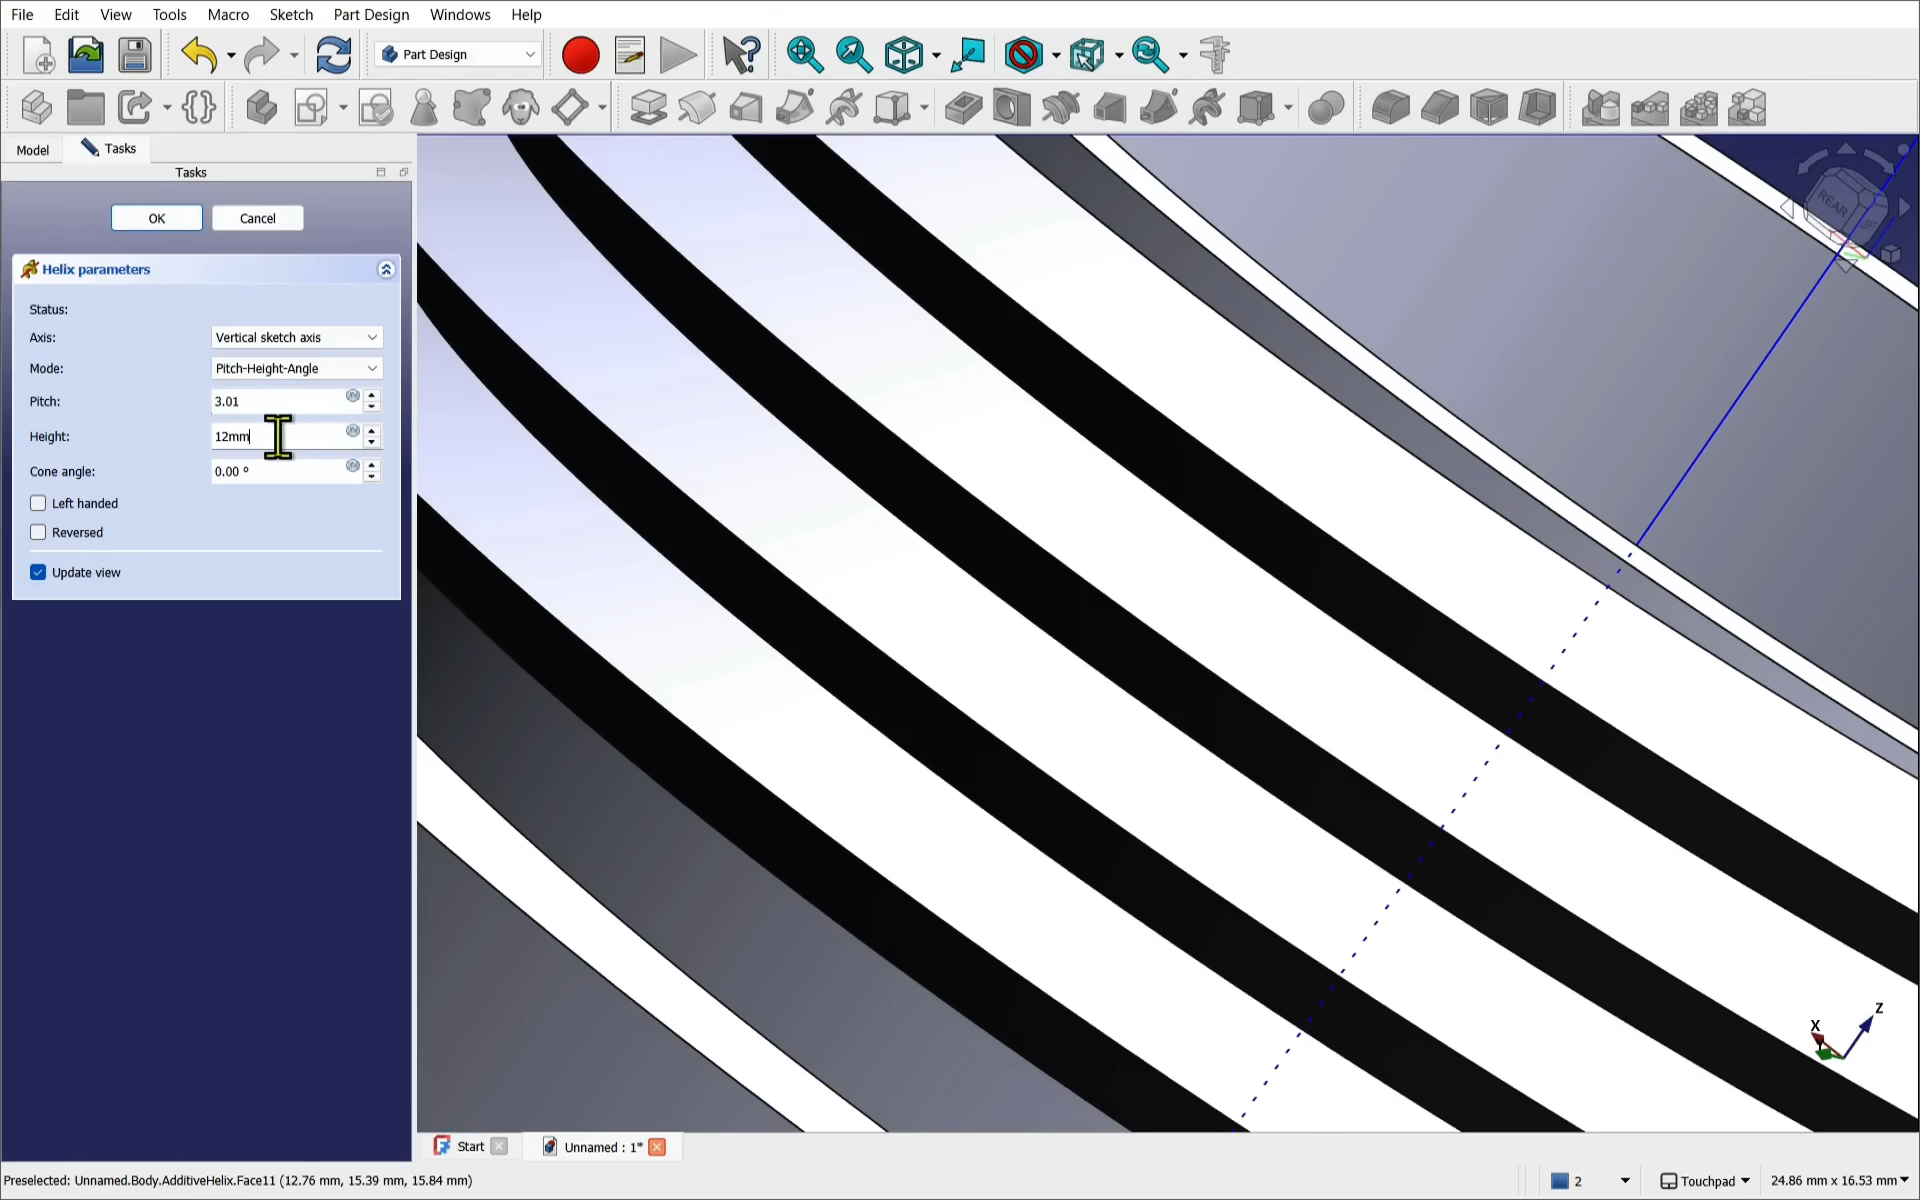 File Edit View Tools Macro Sketch Part Design Windows Help
Part Design
Model Tasks
Tasks
OK Cancel
Helix parameters
Status:
Axis: Vertical sketch axis
Mode: Pitch-Height-Angle
Pitch: 3.01
Height: 12mm
Cone angle: 0.00 °
Left handed
Reversed
Update view
REAR
LEFT
Z
X
Start Unnamed : 1*
Preselected: Unnamed.Body.AdditiveHelix.Face11 (12.76 mm, 15.39 mm, 15.84 mm) 2 Touchpad 24.86 mm x 16.53 mm